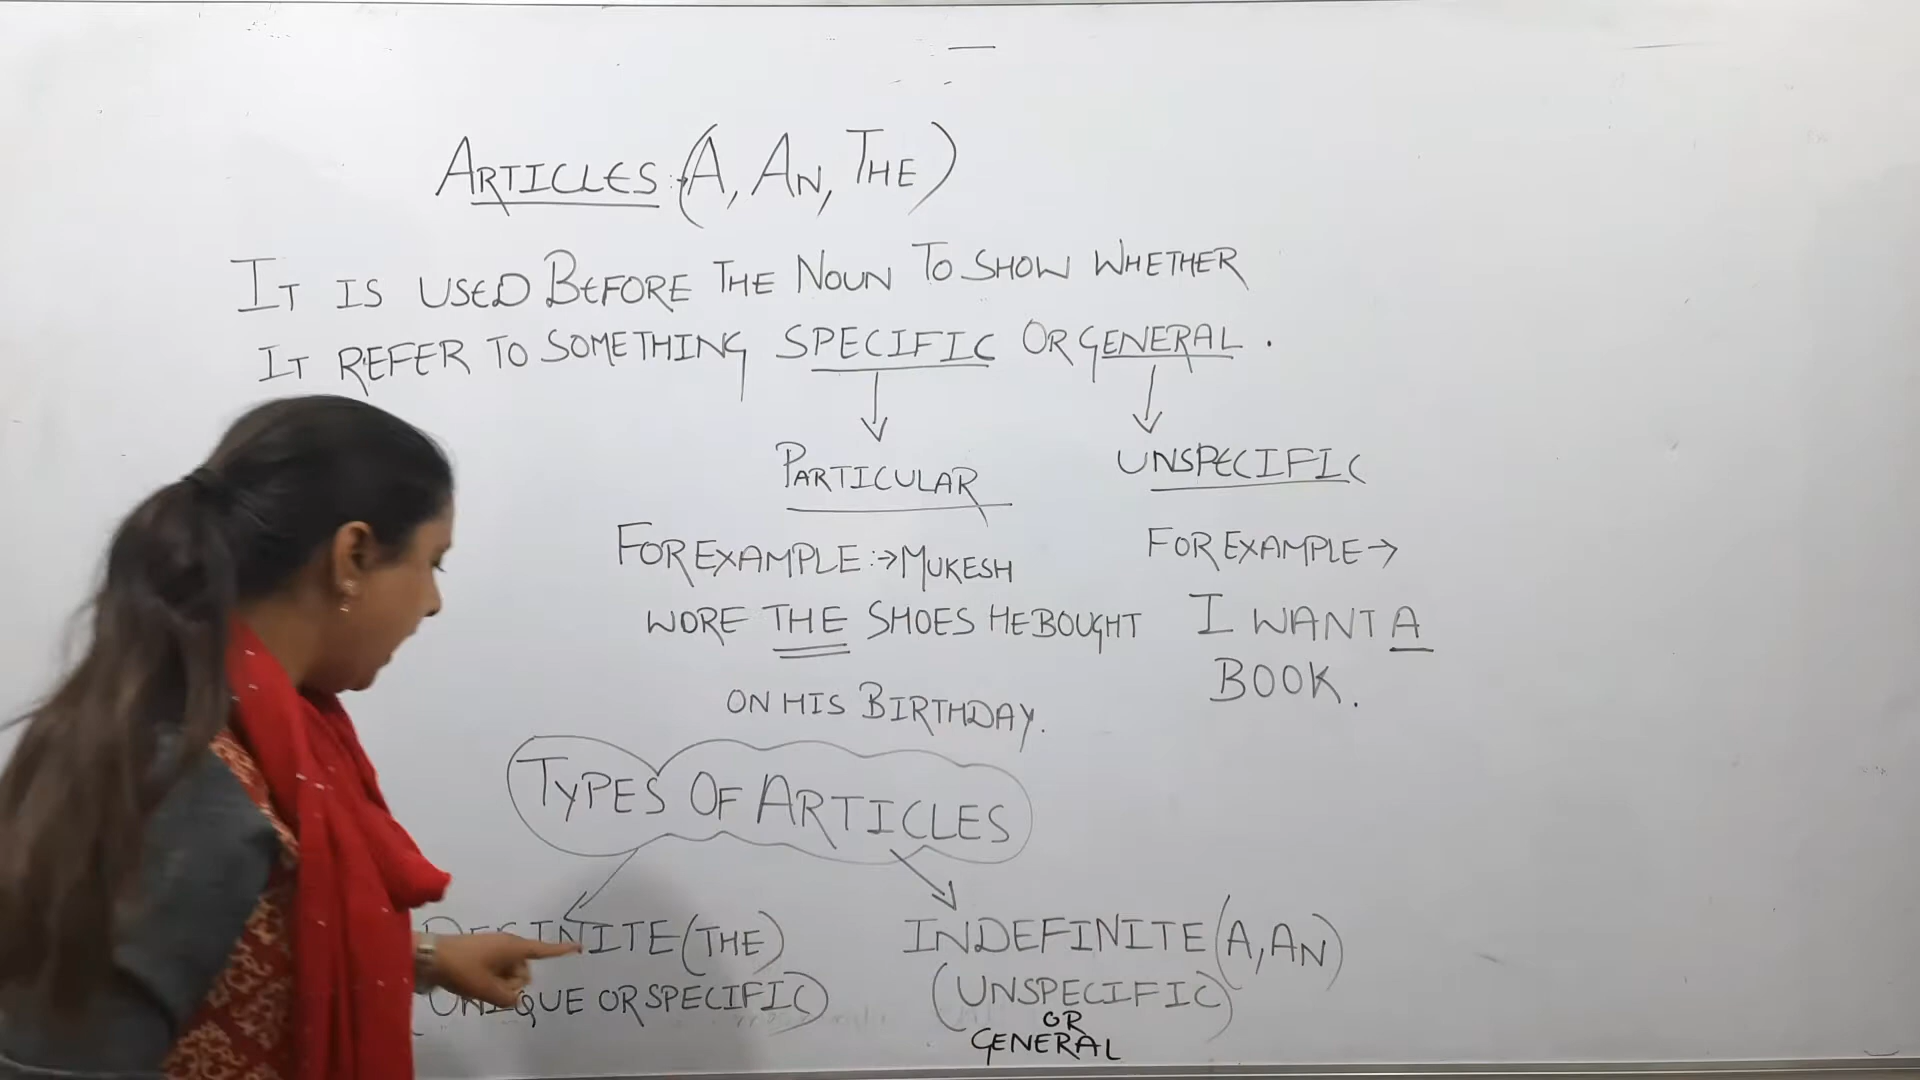 ARTICLES:-(A, AN, THE)
IT IS USED BEFORE THE NOUN TO SHOW WHETHER
IT REFER TO SOMETHING SPECIFIC OR GENERAL.
PARTICULAR
UNSPECIFIC
FOR EXAMPLE:→ MUKESH
WORE THE SHOES HE BOUGHT
ON HIS BIRTHDAY.
FOR EXAMPLE→
I WANT A
BOOK.
TYPES OF ARTICLES
DEFINITE (THE)
(UNIQUE OR SPECIFIC)
INDEFINITE (A, AN)
(UNSPECIFIC)
OR
GENERAL